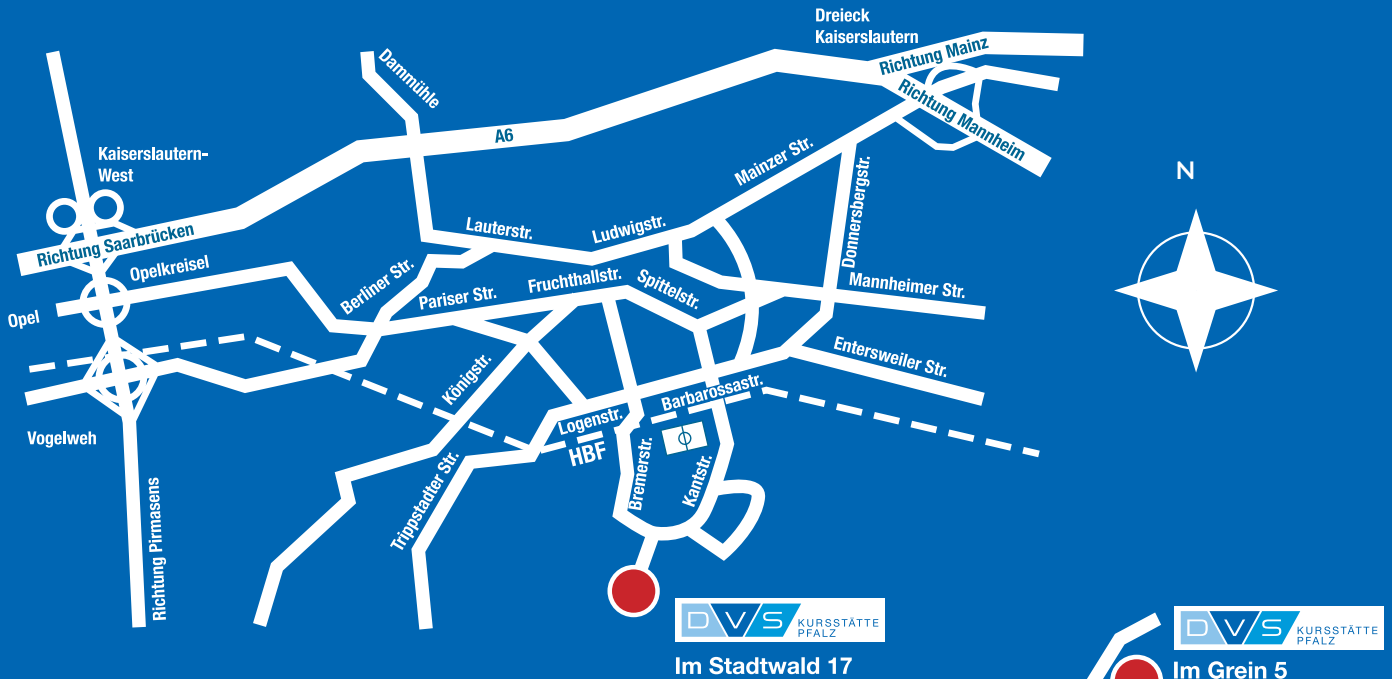 Dreieck
Kaiserslautern
Richtung Mainz
Richtung Mannheim
Dammühle
A6
Kaiserslautern-
West
Richtung Saarbrücken
Mainzer Str.
Donnersbergstr.
N
Lauterstr.
Ludwigstr.
Opelkreisel
Opel
Berliner Str.
Pariser Str.
Fruchthallstr.
Spittelstr.
Mannheimer Str.
Entersweiler Str.
Königstr.
Logenstr.
Barbarossastr.
HBF
Vogelweh
Trippstadter Str.
Bremerstr.
Kantstr.
Richtung Pirmasens
DVS KURSSTÄTTE
PFALZ
Im Stadtwald 17
DVS KURSSTÄTTE
PFALZ
Im Grein 5